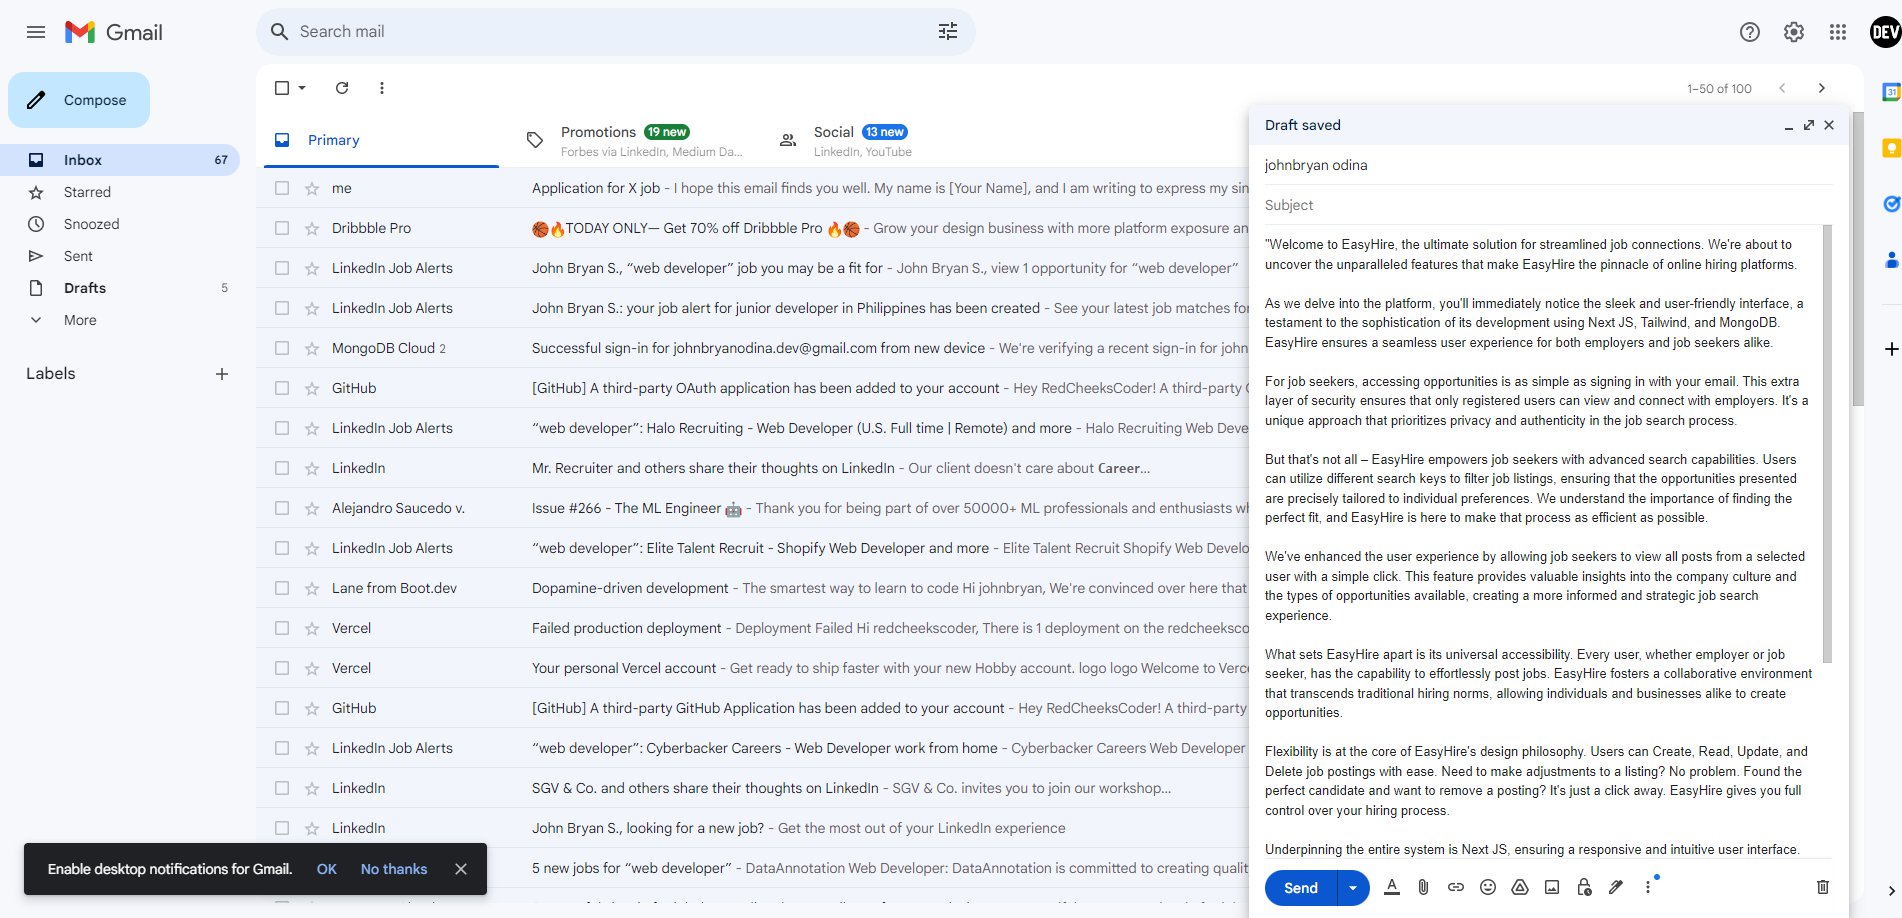 Gmail
Search mail
DEV
Compose
Inbox 67
Starred
Snoozed
Sent
Drafts 5
More
Labels
1–50 of 100
Primary
Promotions 19 new
Forbes via LinkedIn, Medium Da...
Social 13 new
LinkedIn, YouTube
me Application for X job - I hope this email finds you well. My name is [Your Name], and I am writing to express my sin
Dribbble Pro 🏀🔥TODAY ONLY— Get 70% off Dribbble Pro 🔥🏀 - Grow your design business with more platform exposure an
LinkedIn Job Alerts John Bryan S., “web developer” job you may be a fit for - John Bryan S., view 1 opportunity for “web developer”
LinkedIn Job Alerts John Bryan S.: your job alert for junior developer in Philippines has been created - See your latest job matches for
MongoDB Cloud 2 Successful sign-in for johnbryanodina.dev@gmail.com from new device - We're verifying a recent sign-in for john
GitHub [GitHub] A third-party OAuth application has been added to your account - Hey RedCheeksCoder! A third-party
LinkedIn Job Alerts “web developer”: Halo Recruiting - Web Developer (U.S. Full time | Remote) and more - Halo Recruiting Web Deve
LinkedIn Mr. Recruiter and others share their thoughts on LinkedIn - Our client doesn't care about Career...
Alejandro Saucedo v. Issue #266 - The ML Engineer 🤖 - Thank you for being part of over 50000+ ML professionals and enthusiasts wh
LinkedIn Job Alerts “web developer”: Elite Talent Recruit - Shopify Web Developer and more - Elite Talent Recruit Shopify Web Develo
Lane from Boot.dev Dopamine-driven development - The smartest way to learn to code Hi johnbryan, We're convinced over here that
Vercel Failed production deployment - Deployment Failed Hi redcheekscoder, There is 1 deployment on the redcheeksco
Vercel Your personal Vercel account - Get ready to ship faster with your new Hobby account. logo logo Welcome to Verce
GitHub [GitHub] A third-party GitHub Application has been added to your account - Hey RedCheeksCoder! A third-party
LinkedIn Job Alerts “web developer”: Cyberbacker Careers - Web Developer work from home - Cyberbacker Careers Web Developer
LinkedIn SGV & Co. and others share their thoughts on LinkedIn - SGV & Co. invites you to join our workshop...
LinkedIn John Bryan S., looking for a new job? - Get the most out of your LinkedIn experience
5 new jobs for “web developer” - DataAnnotation Web Developer: DataAnnotation is committed to creating qualit
Enable desktop notifications for Gmail. OK No thanks
Draft saved
johnbryan odina
Subject
"Welcome to EasyHire, the ultimate solution for streamlined job connections. We're about to
uncover the unparalleled features that make EasyHire the pinnacle of online hiring platforms.
As we delve into the platform, you'll immediately notice the sleek and user-friendly interface, a
testament to the sophistication of its development using Next JS, Tailwind, and MongoDB.
EasyHire ensures a seamless user experience for both employers and job seekers alike.
For job seekers, accessing opportunities is as simple as signing in with your email. This extra
layer of security ensures that only registered users can view and connect with employers. It's a
unique approach that prioritizes privacy and authenticity in the job search process.
But that's not all – EasyHire empowers job seekers with advanced search capabilities. Users
can utilize different search keys to filter job listings, ensuring that the opportunities presented
are precisely tailored to individual preferences. We understand the importance of finding the
perfect fit, and EasyHire is here to make that process as efficient as possible.
We've enhanced the user experience by allowing job seekers to view all posts from a selected
user with a simple click. This feature provides valuable insights into the company culture and
the types of opportunities available, creating a more informed and strategic job search
experience.
What sets EasyHire apart is its universal accessibility. Every user, whether employer or job
seeker, has the capability to effortlessly post jobs. EasyHire fosters a collaborative environment
that transcends traditional hiring norms, allowing individuals and businesses alike to create
opportunities.
Flexibility is at the core of EasyHire's design philosophy. Users can Create, Read, Update, and
Delete job postings with ease. Need to make adjustments to a listing? No problem. Found the
perfect candidate and want to remove a posting? It's just a click away. EasyHire gives you full
control over your hiring process.
Underpinning the entire system is Next JS, ensuring a responsive and intuitive user interface.
Send
31